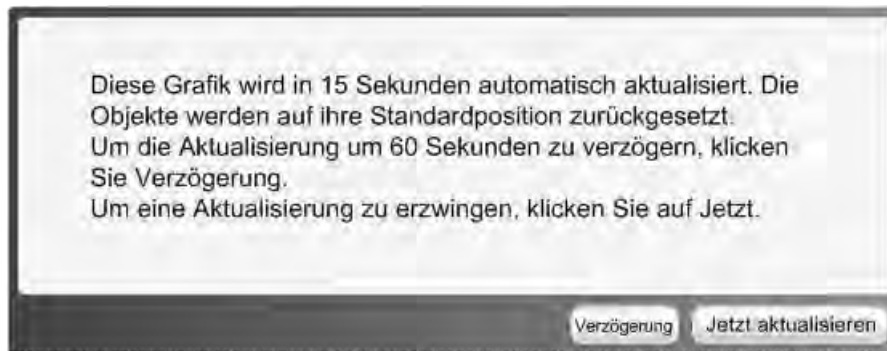 Diese Grafik wird in 15 Sekunden automatisch aktualisiert. Die
Objekte werden auf ihre Standardposition zurückgesetzt.
Um die Aktualisierung um 60 Sekunden zu verzögern, klicken
Sie Verzögerung.
Um eine Aktualisierung zu erzwingen, klicken Sie auf Jetzt.
Verzögerung Jetzt aktualisieren